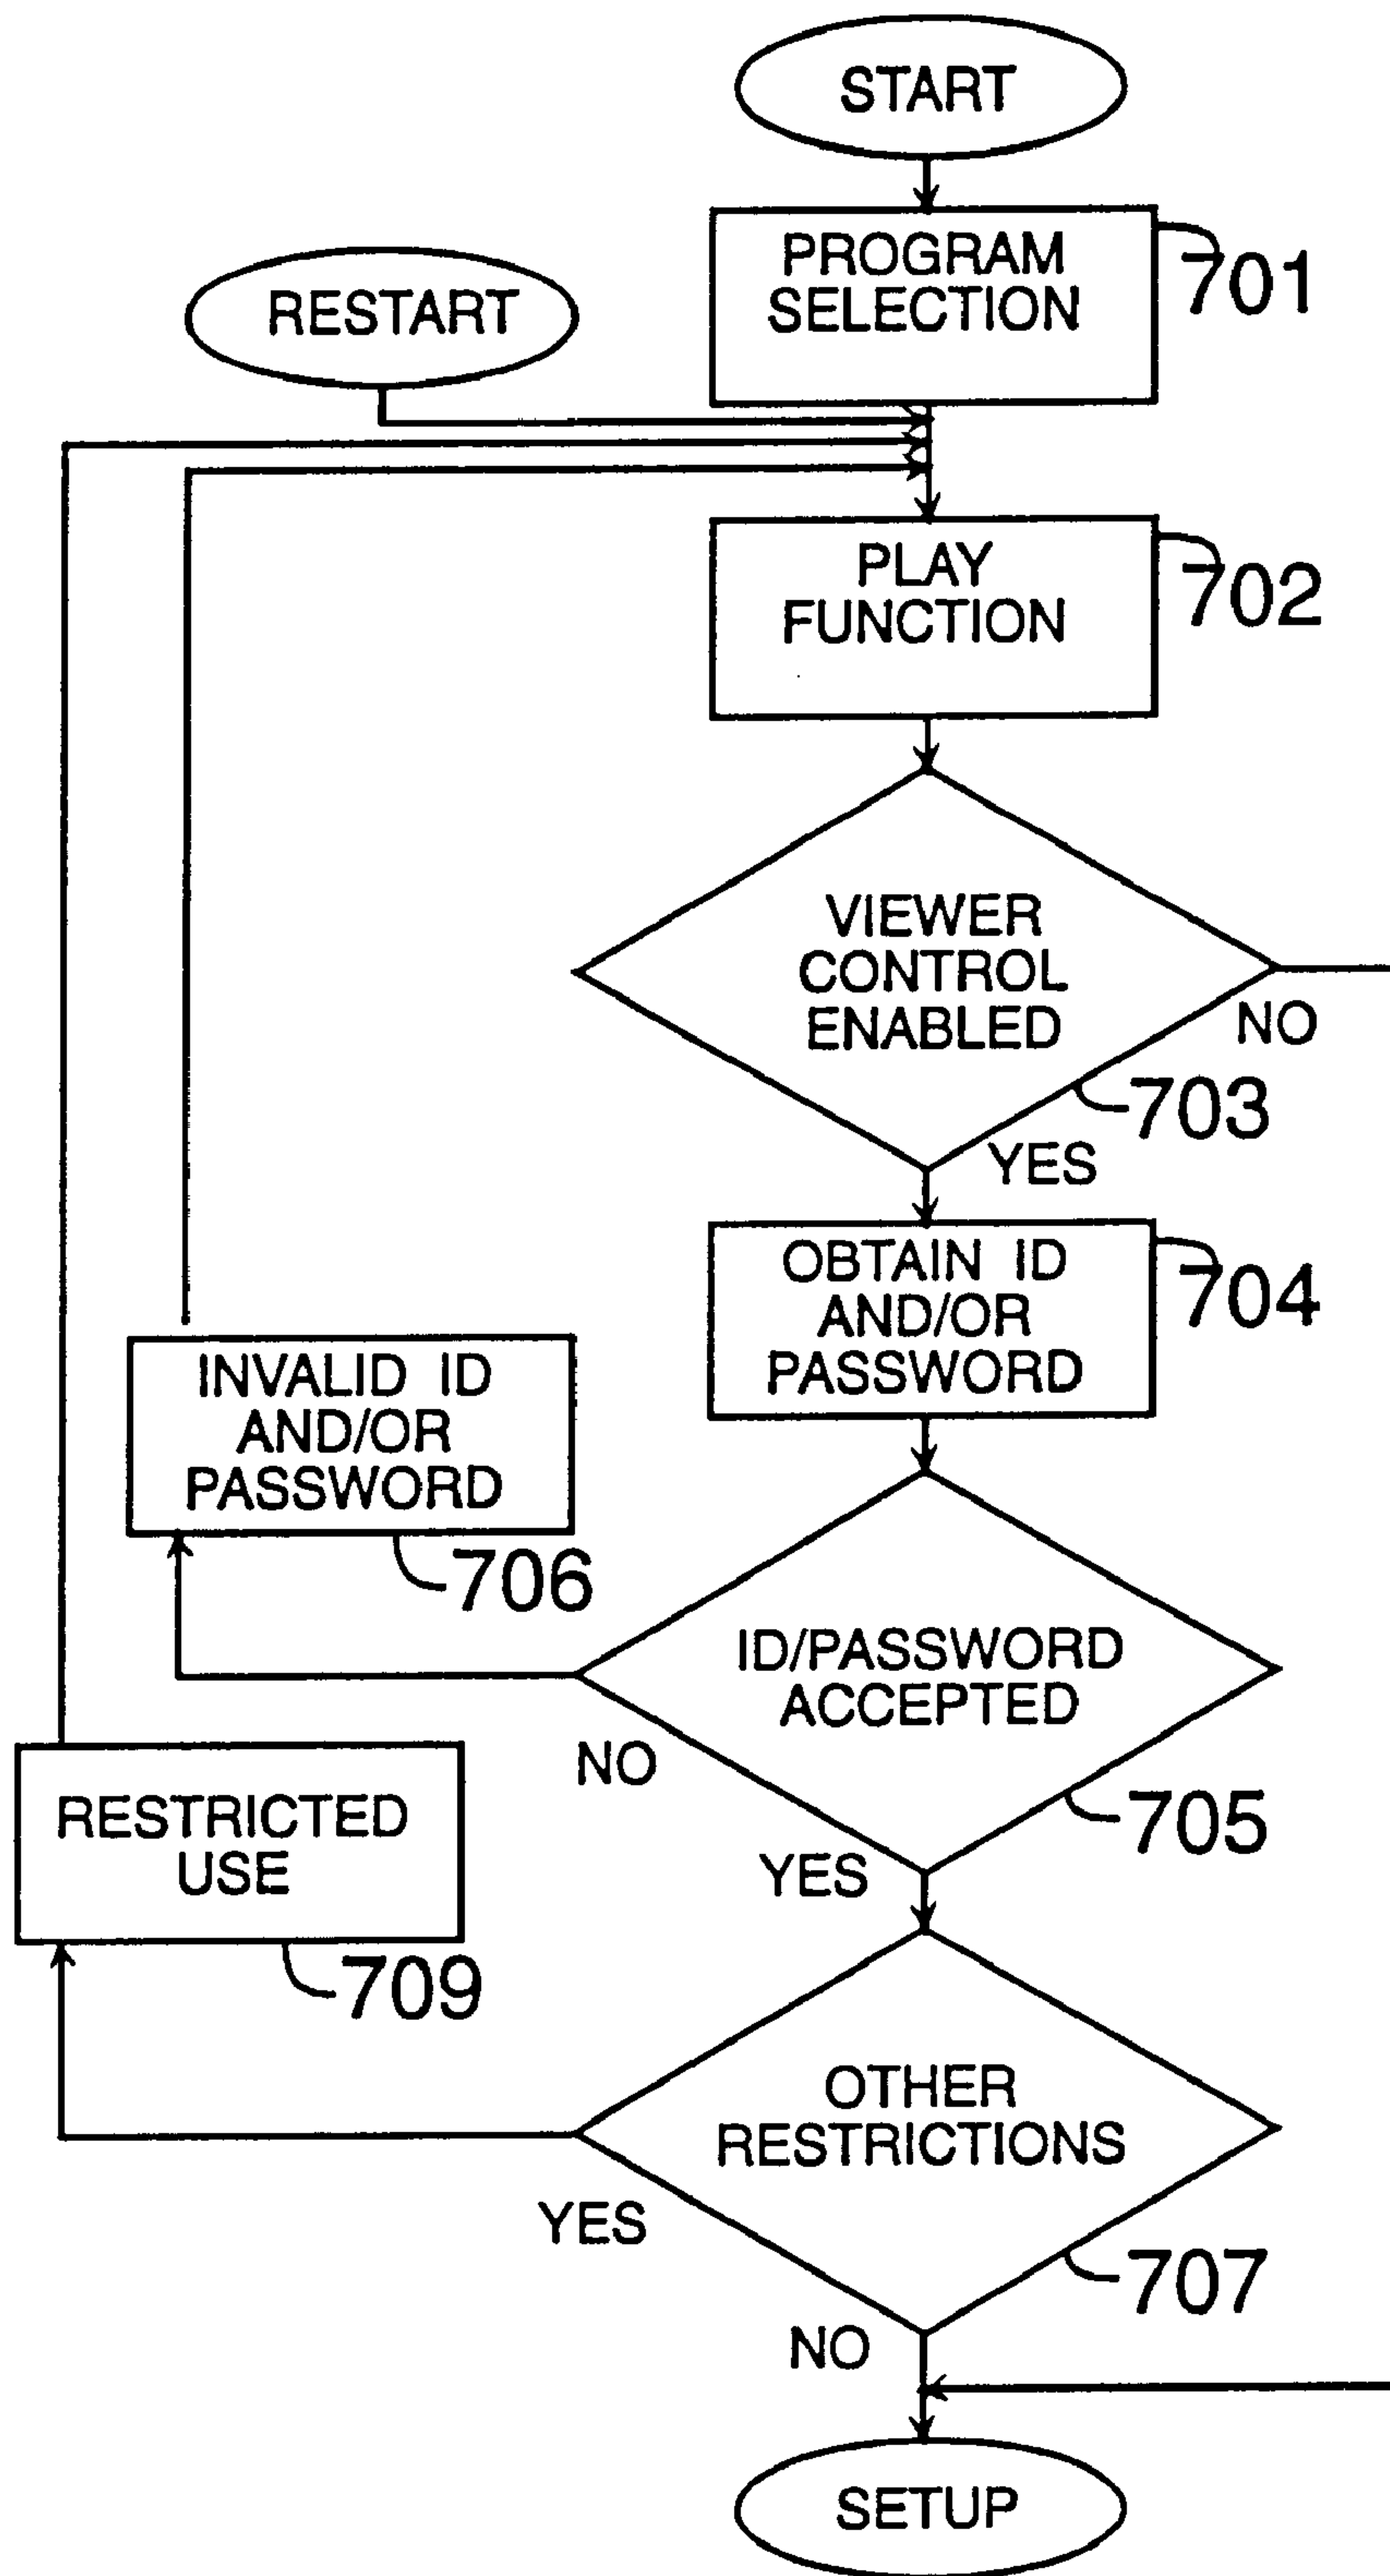 START
PROGRAM
SELECTION
701
RESTART
PLAY
FUNCTION
702
VIEWER
CONTROL
ENABLED
NO
703
YES
OBTAIN ID
AND/OR
PASSWORD
704
INVALID ID
AND/OR
PASSWORD
706
ID/PASSWORD
ACCEPTED
NO
705
YES
RESTRICTED
USE
709
OTHER
RESTRICTIONS
YES
707
NO
SETUP